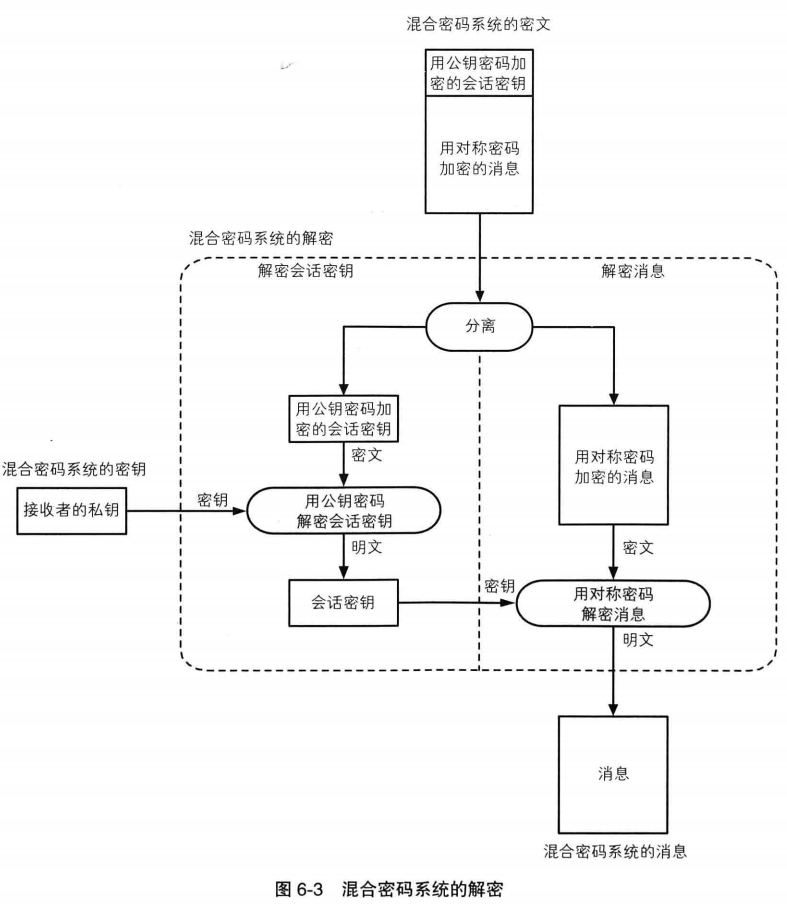 混合密码系统的密文
用公钥密码加
密的会话密钥
用对称密码
加密的消息
混合密码系统的解密
解密会话密钥
解密消息
分离
用公钥密码加
密的会话密钥
密文
用对称密码
加密的消息
混合密码系统的密钥
接收者的私钥
密钥
用公钥密码
解密会话密钥
明文
密文
会话密钥
密钥
用对称密码
解密消息
明文
消息
混合密码系统的消息
图 6-3 混合密码系统的解密